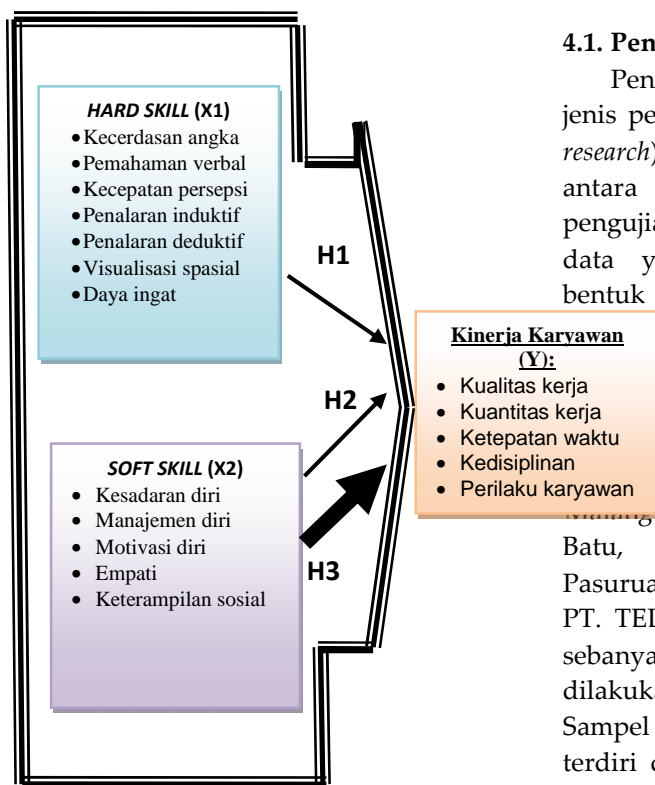 HARD SKILL (X1)
•Kecerdasan angka
•Pemahaman verbal
•Kecepatan persepsi
•Penalaran induktif
•Penalaran deduktif
•Visualisasi spasial
•Daya ingat
H1
H2
SOFT SKILL (X2)
• Kesadaran diri
• Manajemen diri
• Motivasi diri
• Empati
• Keterampilan sosial
H3
Kinerja Karyawan
(Y):
• Kualitas kerja
• Kuantitas kerja
• Ketepatan waktu
• Kedisiplinan
• Perilaku karyawan
4.1. Pen
Pen
jenis pe
research)
antara
pengujia
data y
bentuk
Malang
Batu,
Pasurua
PT. TEL
sebanya
dilakuk
Sampel
terdiri